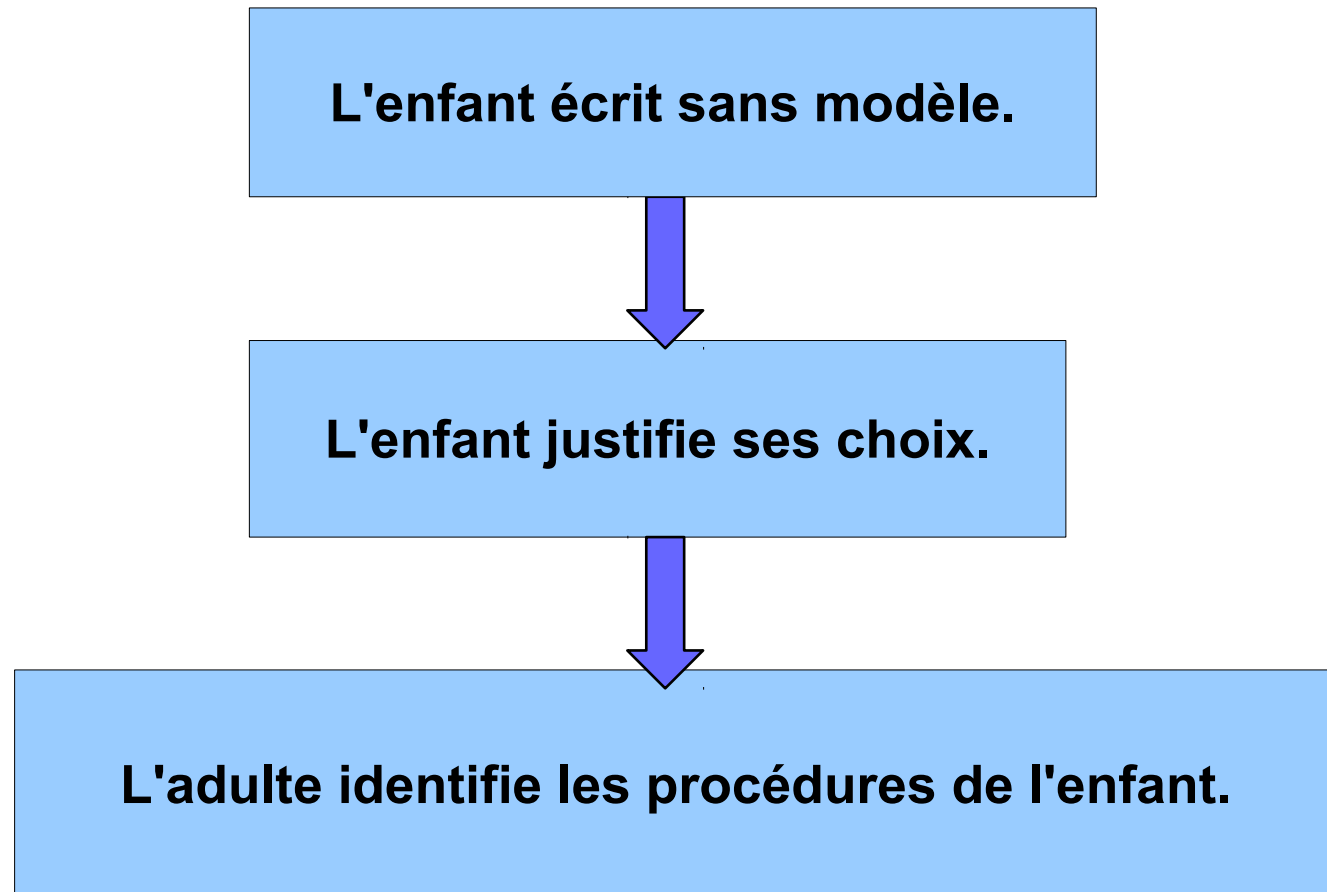 L'enfant écrit sans modèle.
L'enfant justifie ses choix.
L'adulte identifie les procédures de l'enfant.